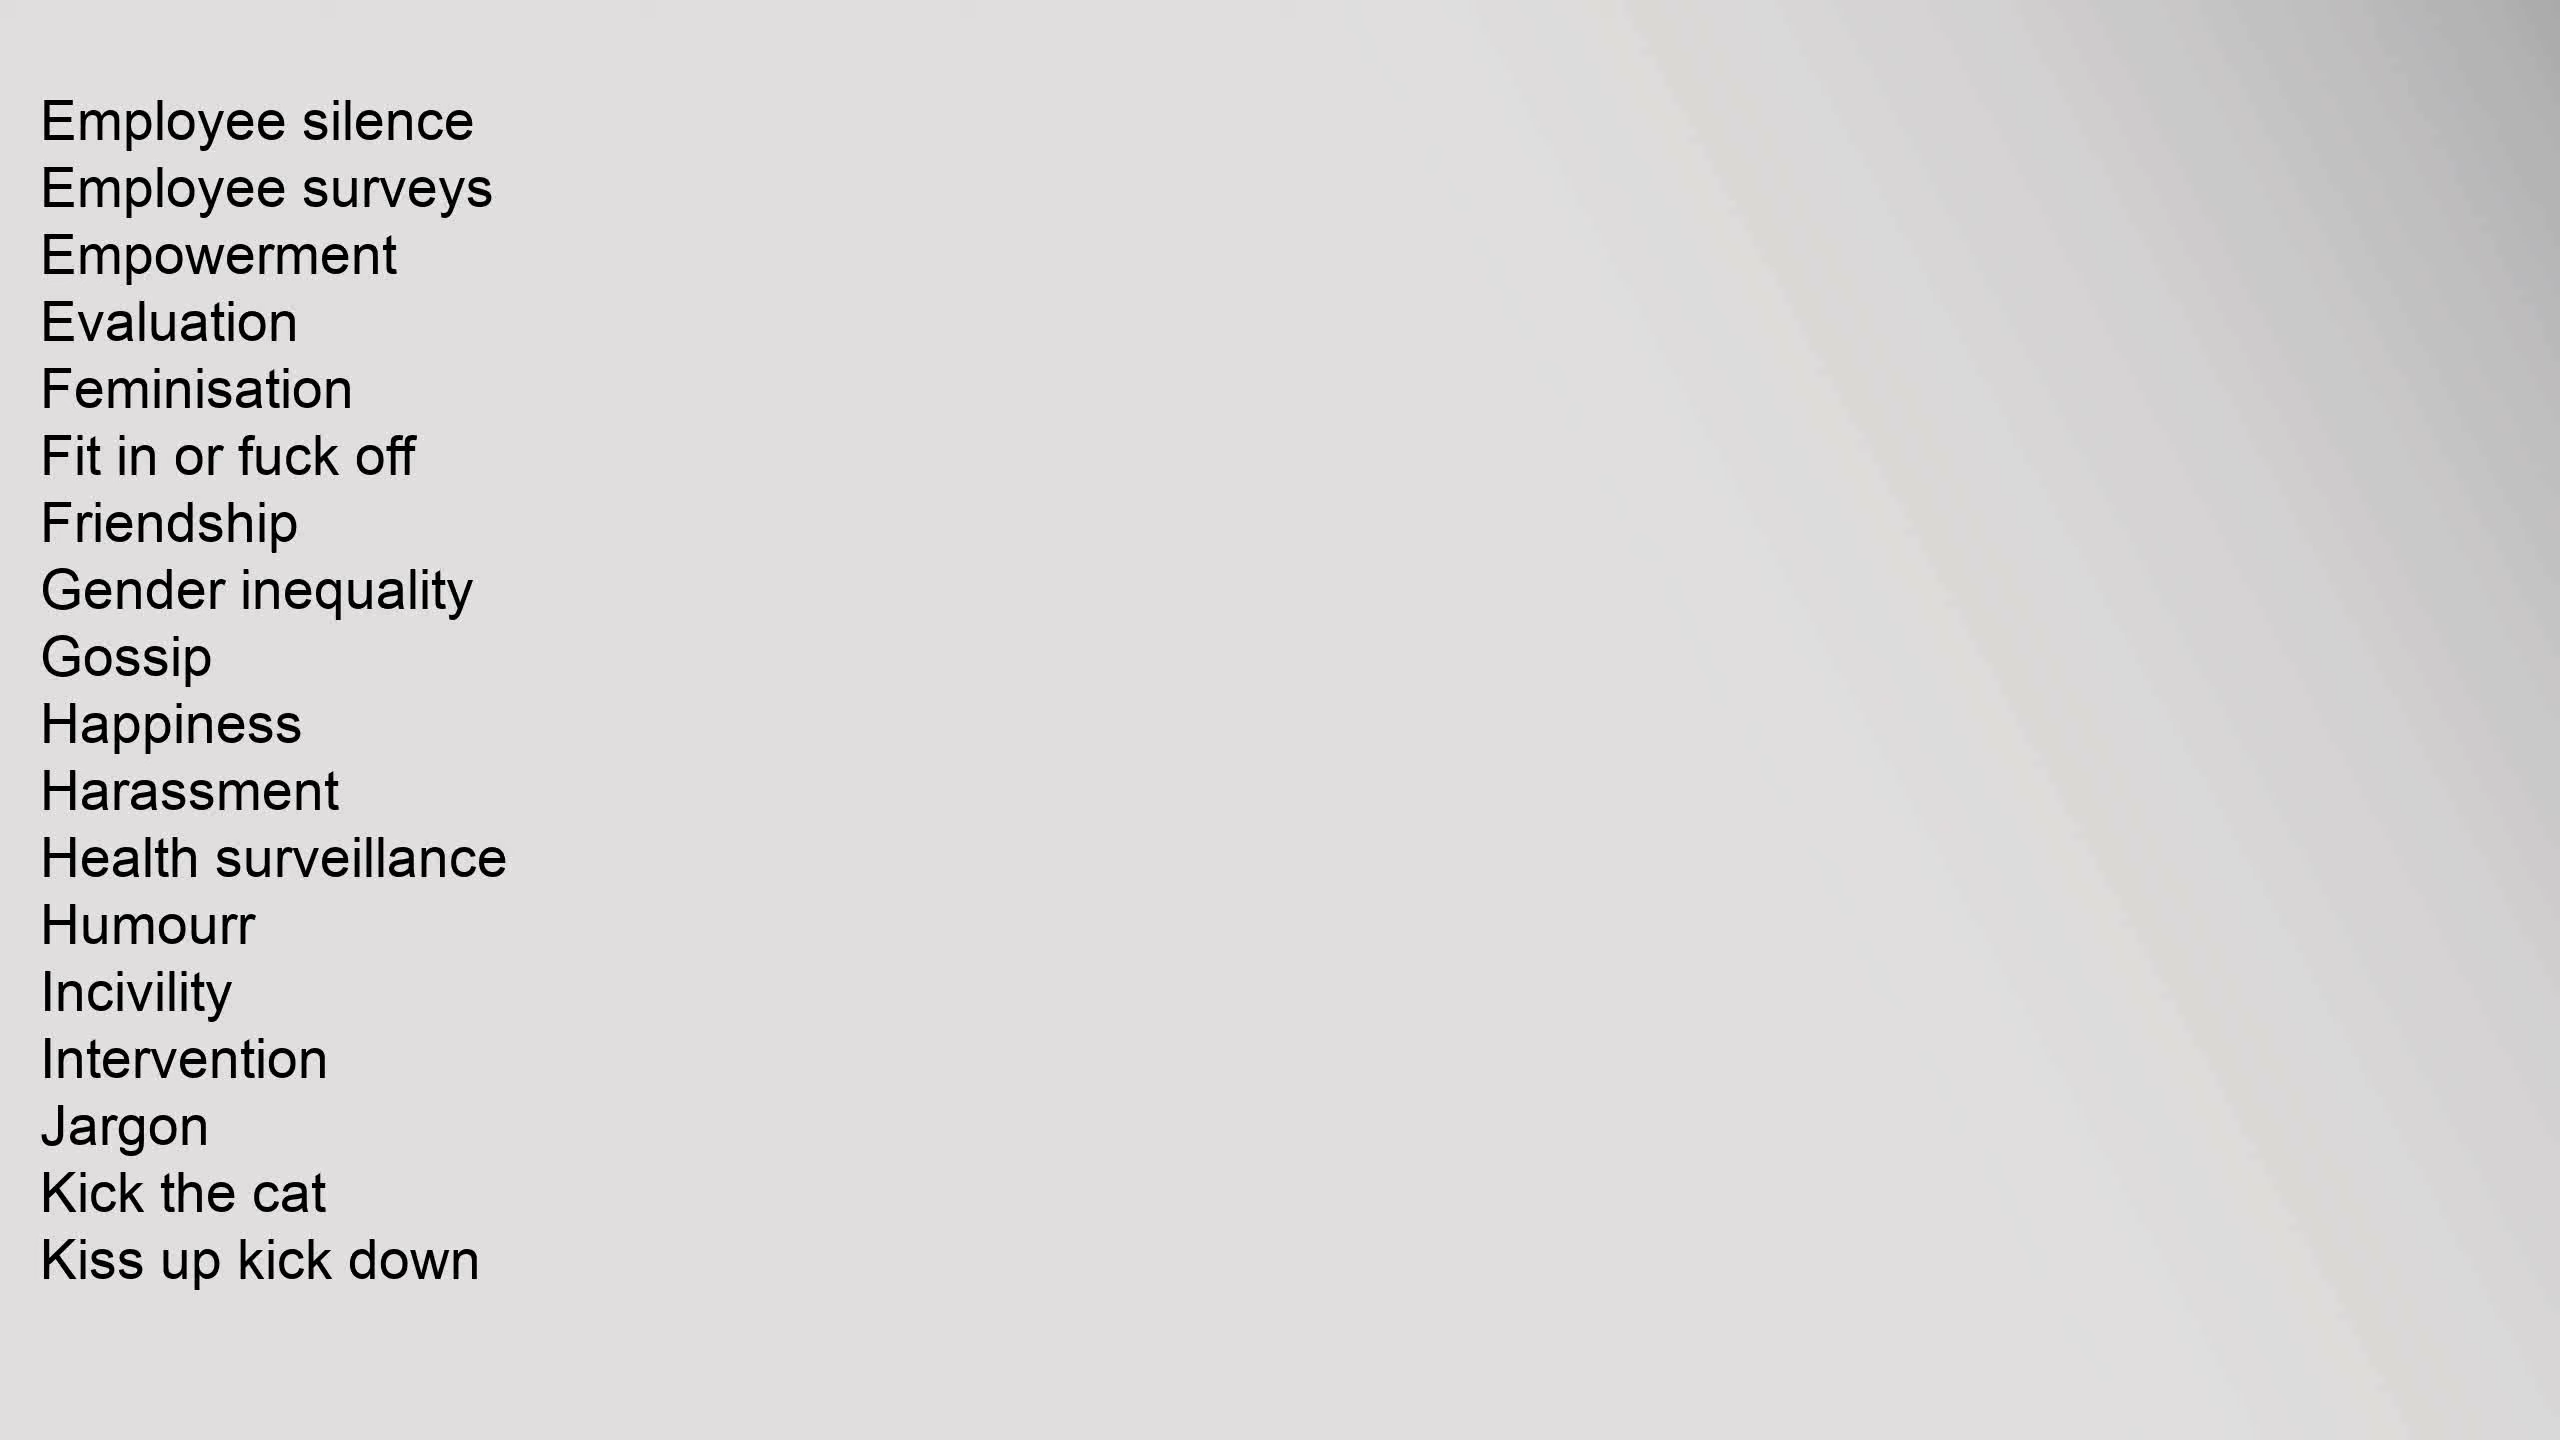 Employee silence
Employee surveys
Empowerment
Evaluation
Feminisation
Fit in or fuck off
Friendship
Gender inequality
Gossip
Happiness
Harassment
Health surveillance
Humourr
Incivility
Intervention
Jargon
Kick the cat
Kiss up kick down